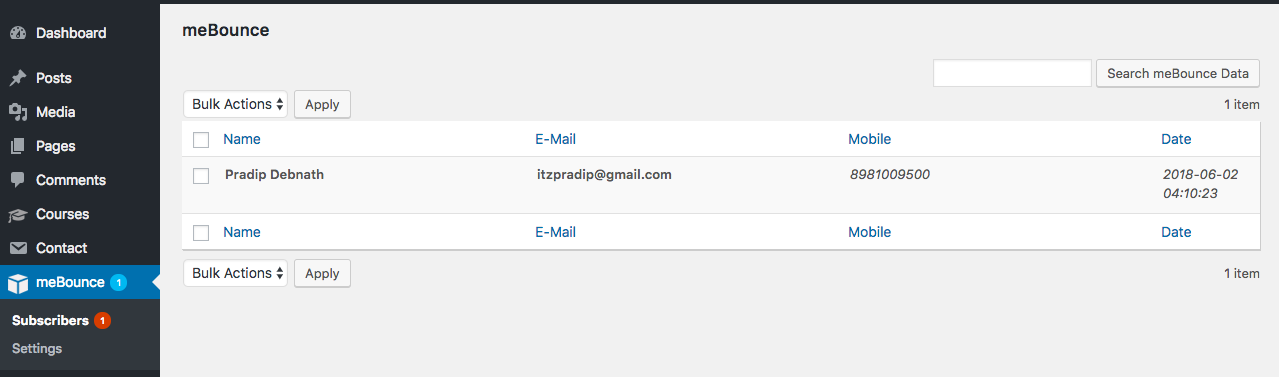 Dashboard
Posts
Media
Pages
Comments
Courses
Contact
meBounce 1
Subscribers 1
Settings
meBounce
Search meBounce Data
Bulk Actions Apply 1 item
Name E-Mail Mobile Date
Pradip Debnath itzpradip@gmail.com 8981009500 2018-06-02
04:10:23
Name E-Mail Mobile Date
Bulk Actions Apply 1 item